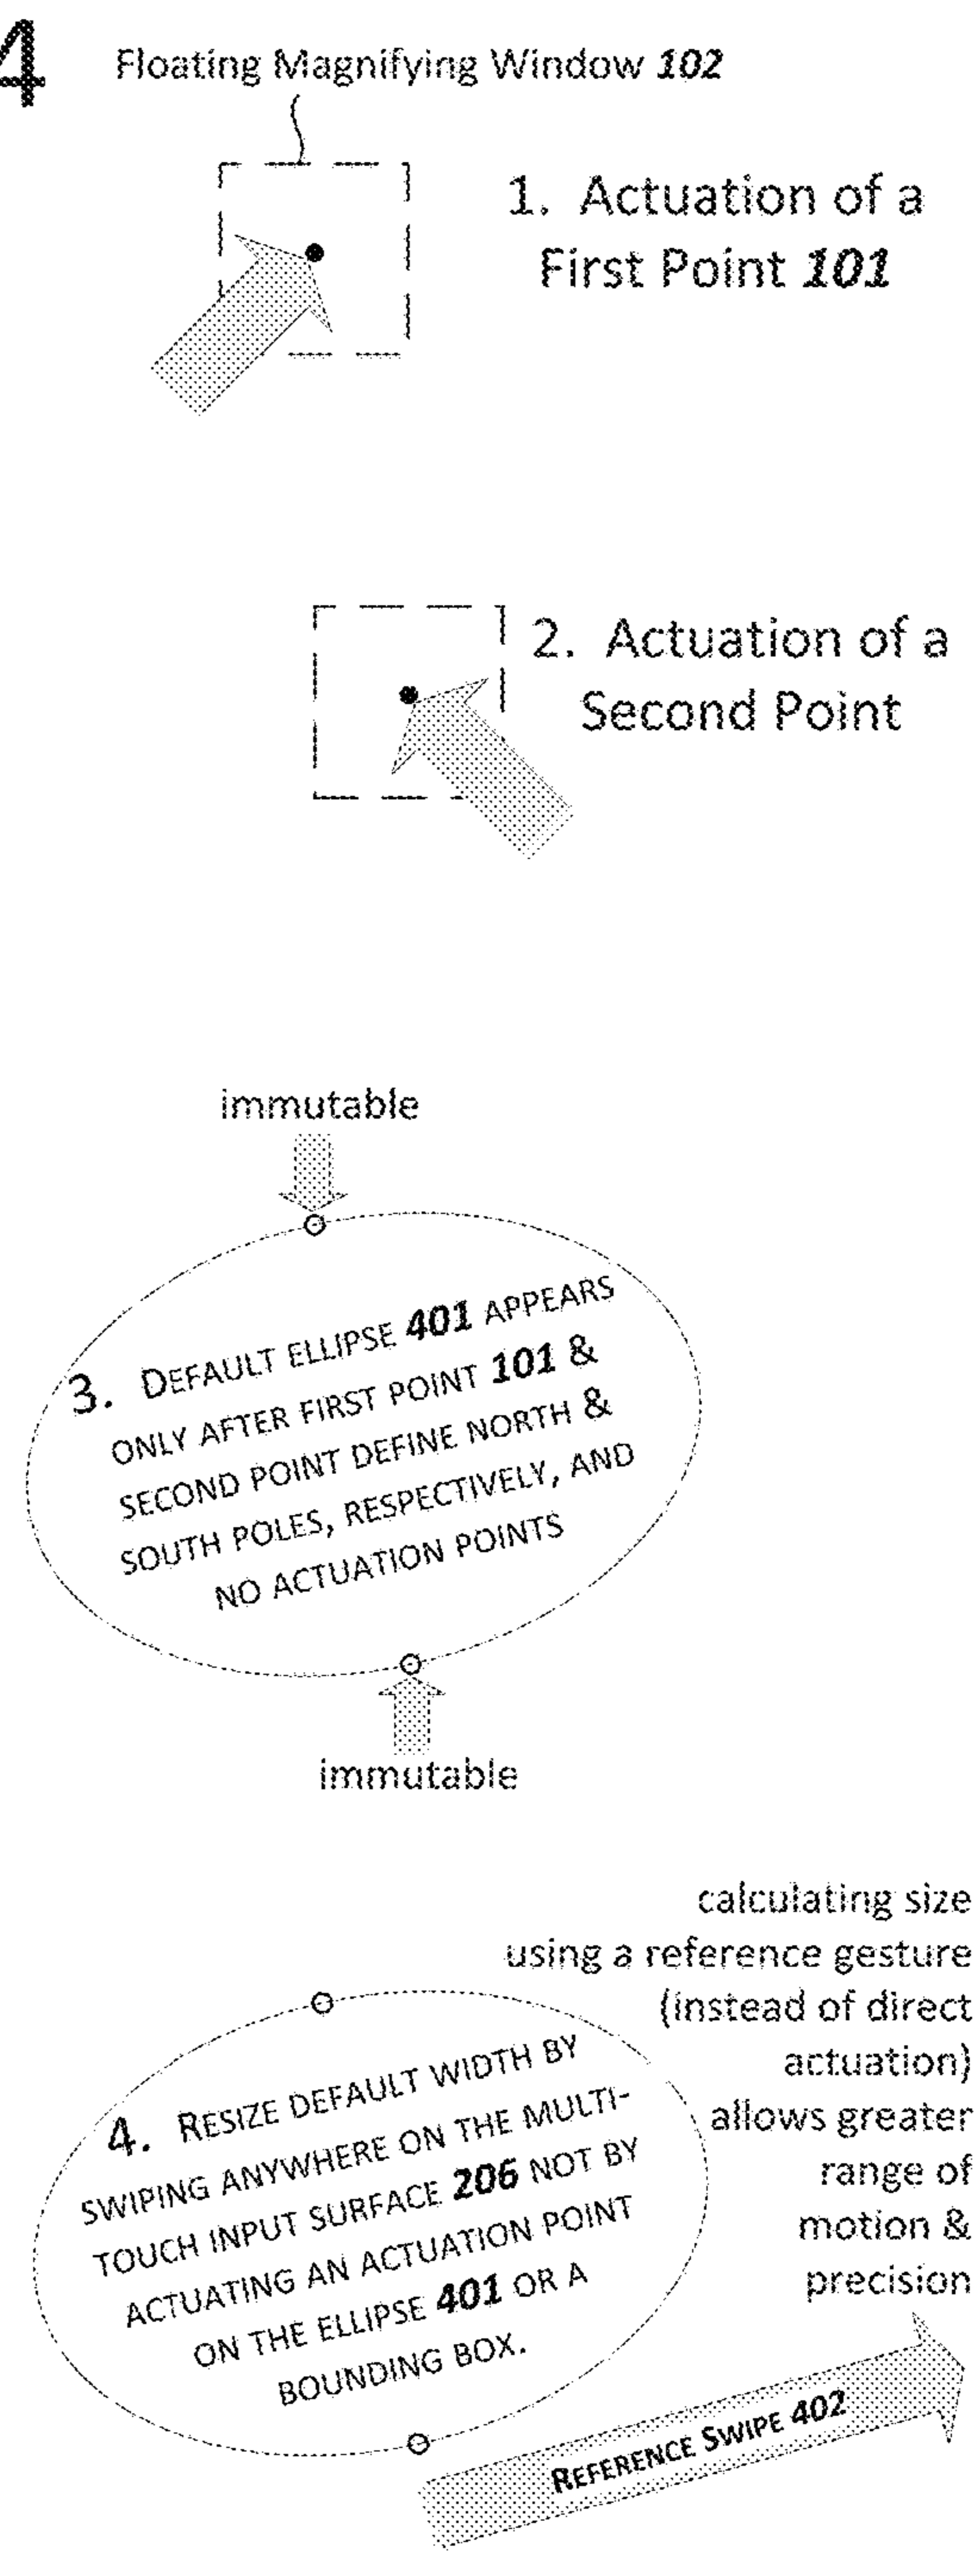 4
Floating Magnifying Window 102
1. Actuation of a
First Point 101
2. Actuation of a
Second Point
immutable
3. DEFAULT ELLIPSE 401 APPEARS
ONLY AFTER FIRST POINT 101 &
SECOND POINT DEFINE NORTH &
SOUTH POLES, RESPECTIVELY, AND
NO ACTUATION POINTS
immutable
calculating size
using a reference gesture
(instead of direct
actuation)
allows greater
range of
motion &
precision
4. RESIZE DEFAULT WIDTH BY
SWIPING ANYWHERE ON THE MULTI-
TOUCH INPUT SURFACE 206 NOT BY
ACTUATING AN ACTUATION POINT
ON THE ELLIPSE 401 OR A
BOUNDING BOX.
REFERENCE SWIPE 402